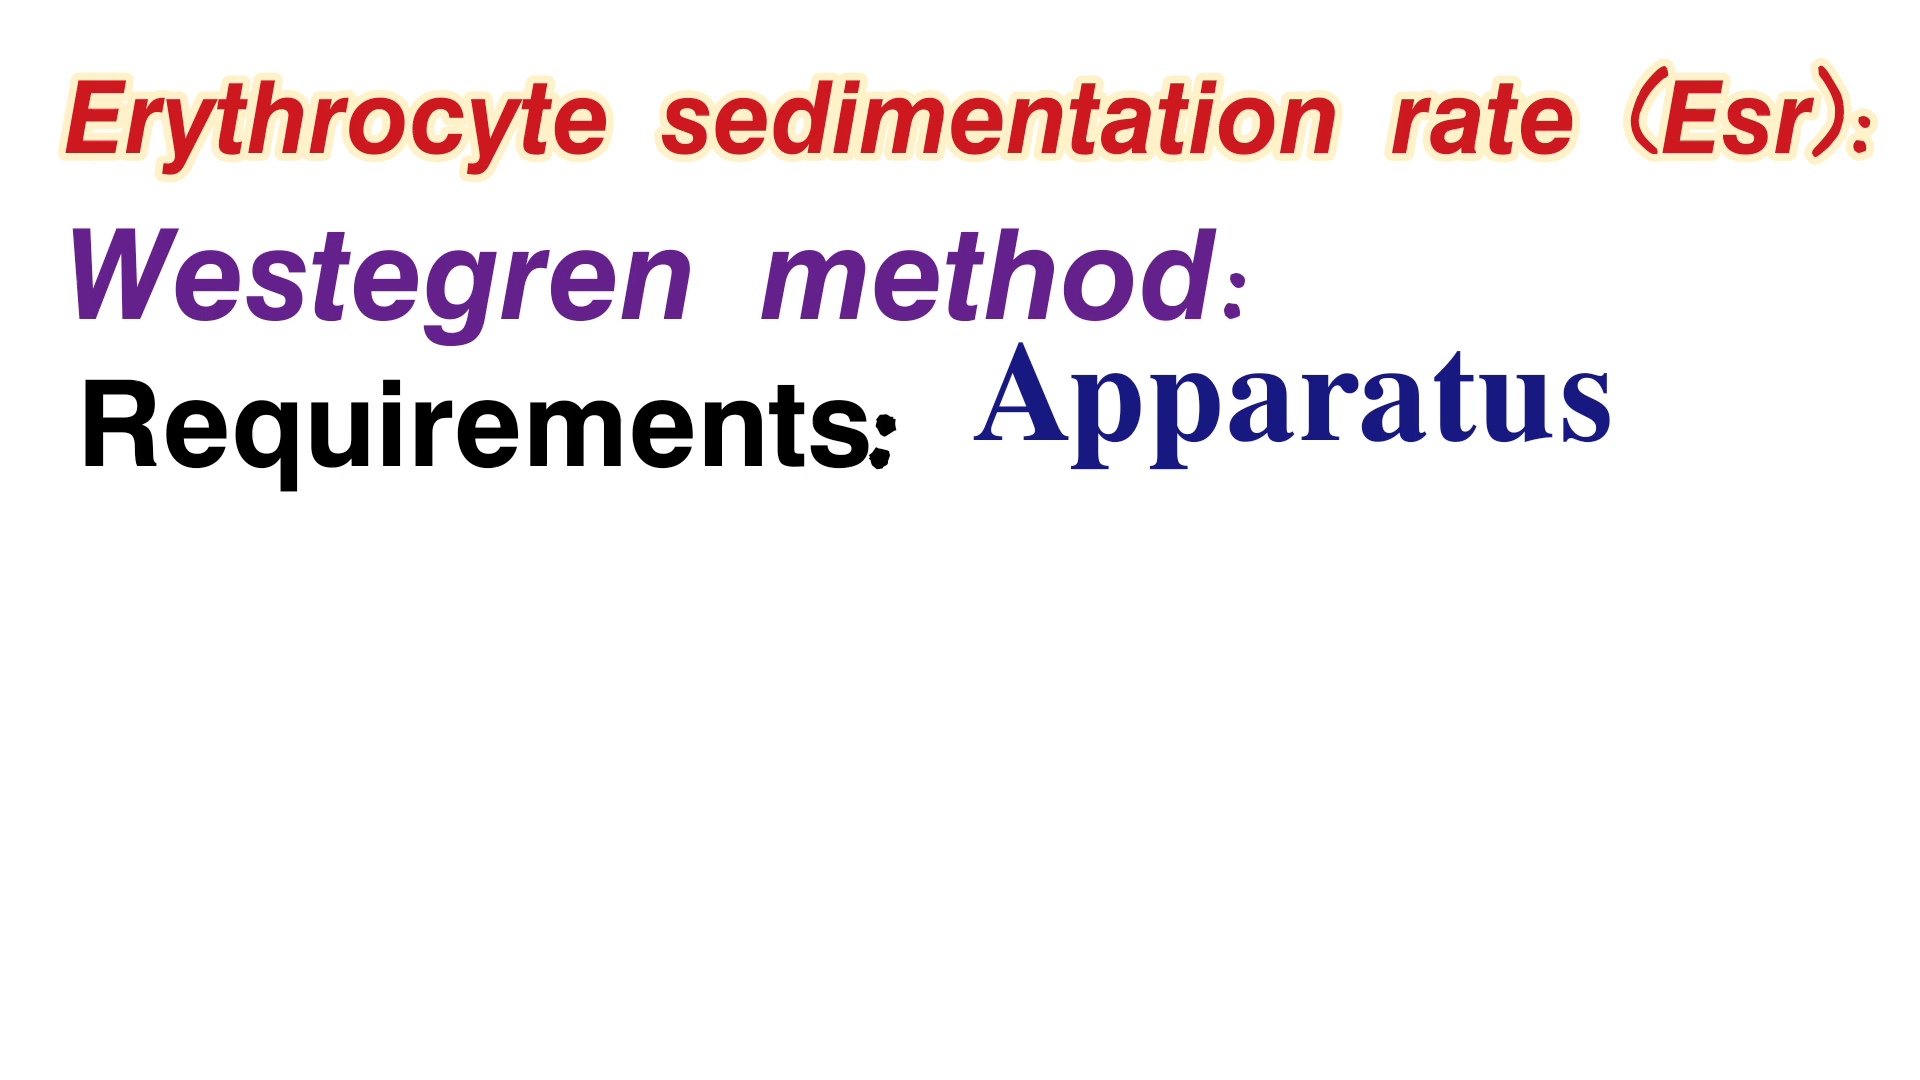 Erythrocyte sedimentation rate (Esr):
Westegren method:
Requirements: Apparatus